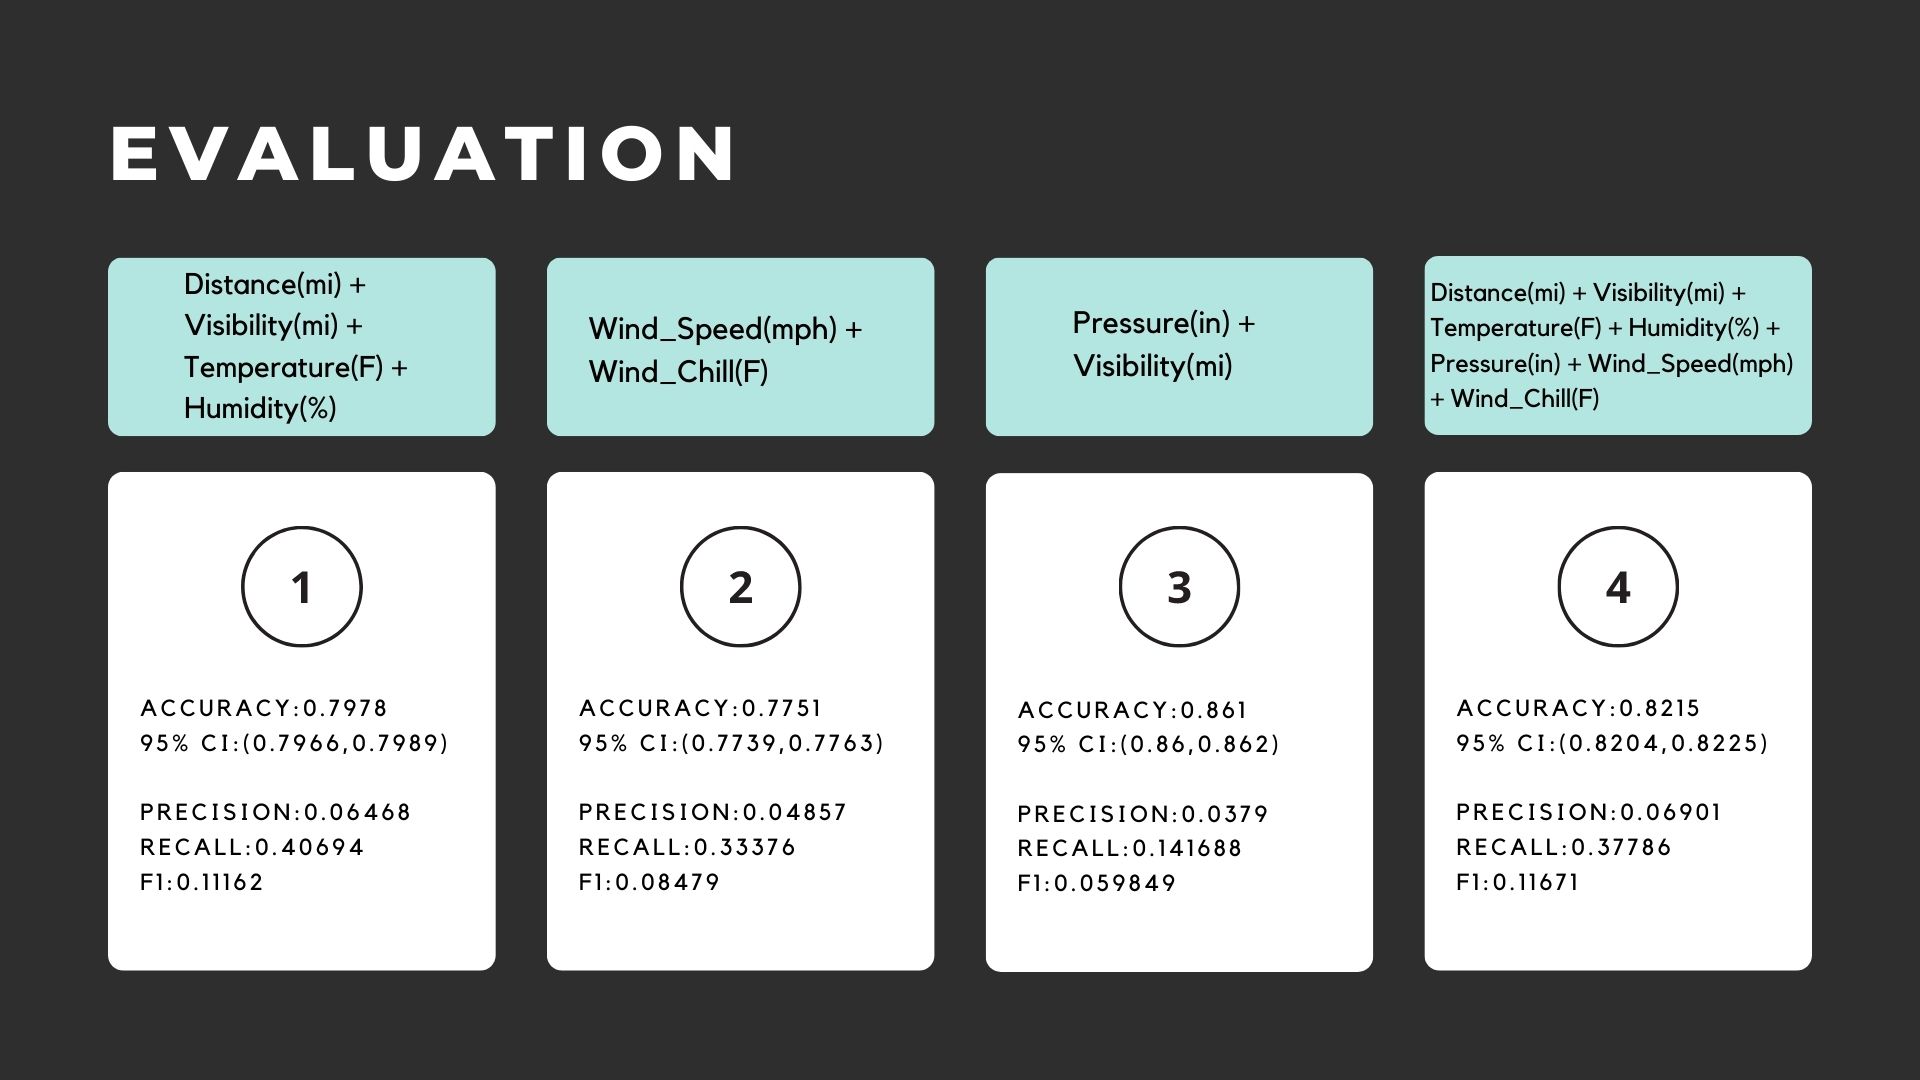 EVALUATION
Distance(mi) +
Visibility(mi) +
Temperature(F) +
Humidity(%)
Wind_Speed(mph) +
Wind_Chill(F)
Pressure(in) +
Visibility(mi)
Distance(mi) + Visibility(mi) +
Temperature(F) + Humidity(%) +
Pressure(in) + Wind_Speed(mph)
+ Wind_Chill(F)
1
ACCURACY:0.7978
95% CI:(0.7966,0.7989)
PRECISION:0.06468
RECALL:0.40694
F1:0.11162
2
ACCURACY:0.7751
95% CI:(0.7739,0.7763)
PRECISION:0.04857
RECALL:0.33376
F1:0.08479
3
ACCURACY:0.861
95% CI:(0.86,0.862)
PRECISION:0.0379
RECALL:0.141688
F1:0.059849
4
ACCURACY:0.8215
95% CI:(0.8204,0.8225)
PRECISION:0.06901
RECALL:0.37786
F1:0.11671